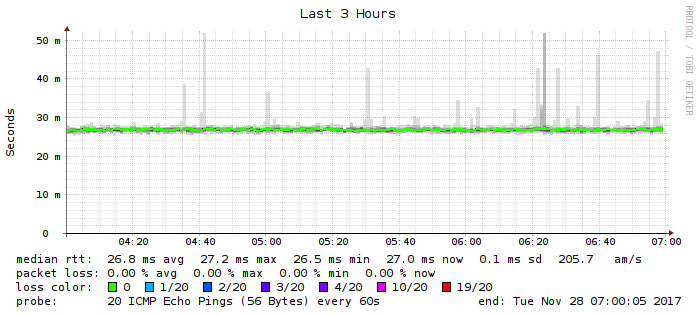 Last 3 Hours
RRDTOOL / TOBI OETIKER
Seconds
50 m
40 m
30 m
20 m
10 m
0
04:20 04:40 05:00 05:20 05:40 06:00 06:20 06:40 07:00
median rtt: 26.8 ms avg 27.2 ms max 26.5 ms min 27.0 ms now 0.1 ms sd 205.7 am/s
packet loss: 0.00 % avg 0.00 % max 0.00 % min 0.00 % now
loss color: 0 1/20 2/20 3/20 4/20 10/20 19/20
probe: 20 ICMP Echo Pings (56 Bytes) every 60s end: Tue Nov 28 07:00:05 2017